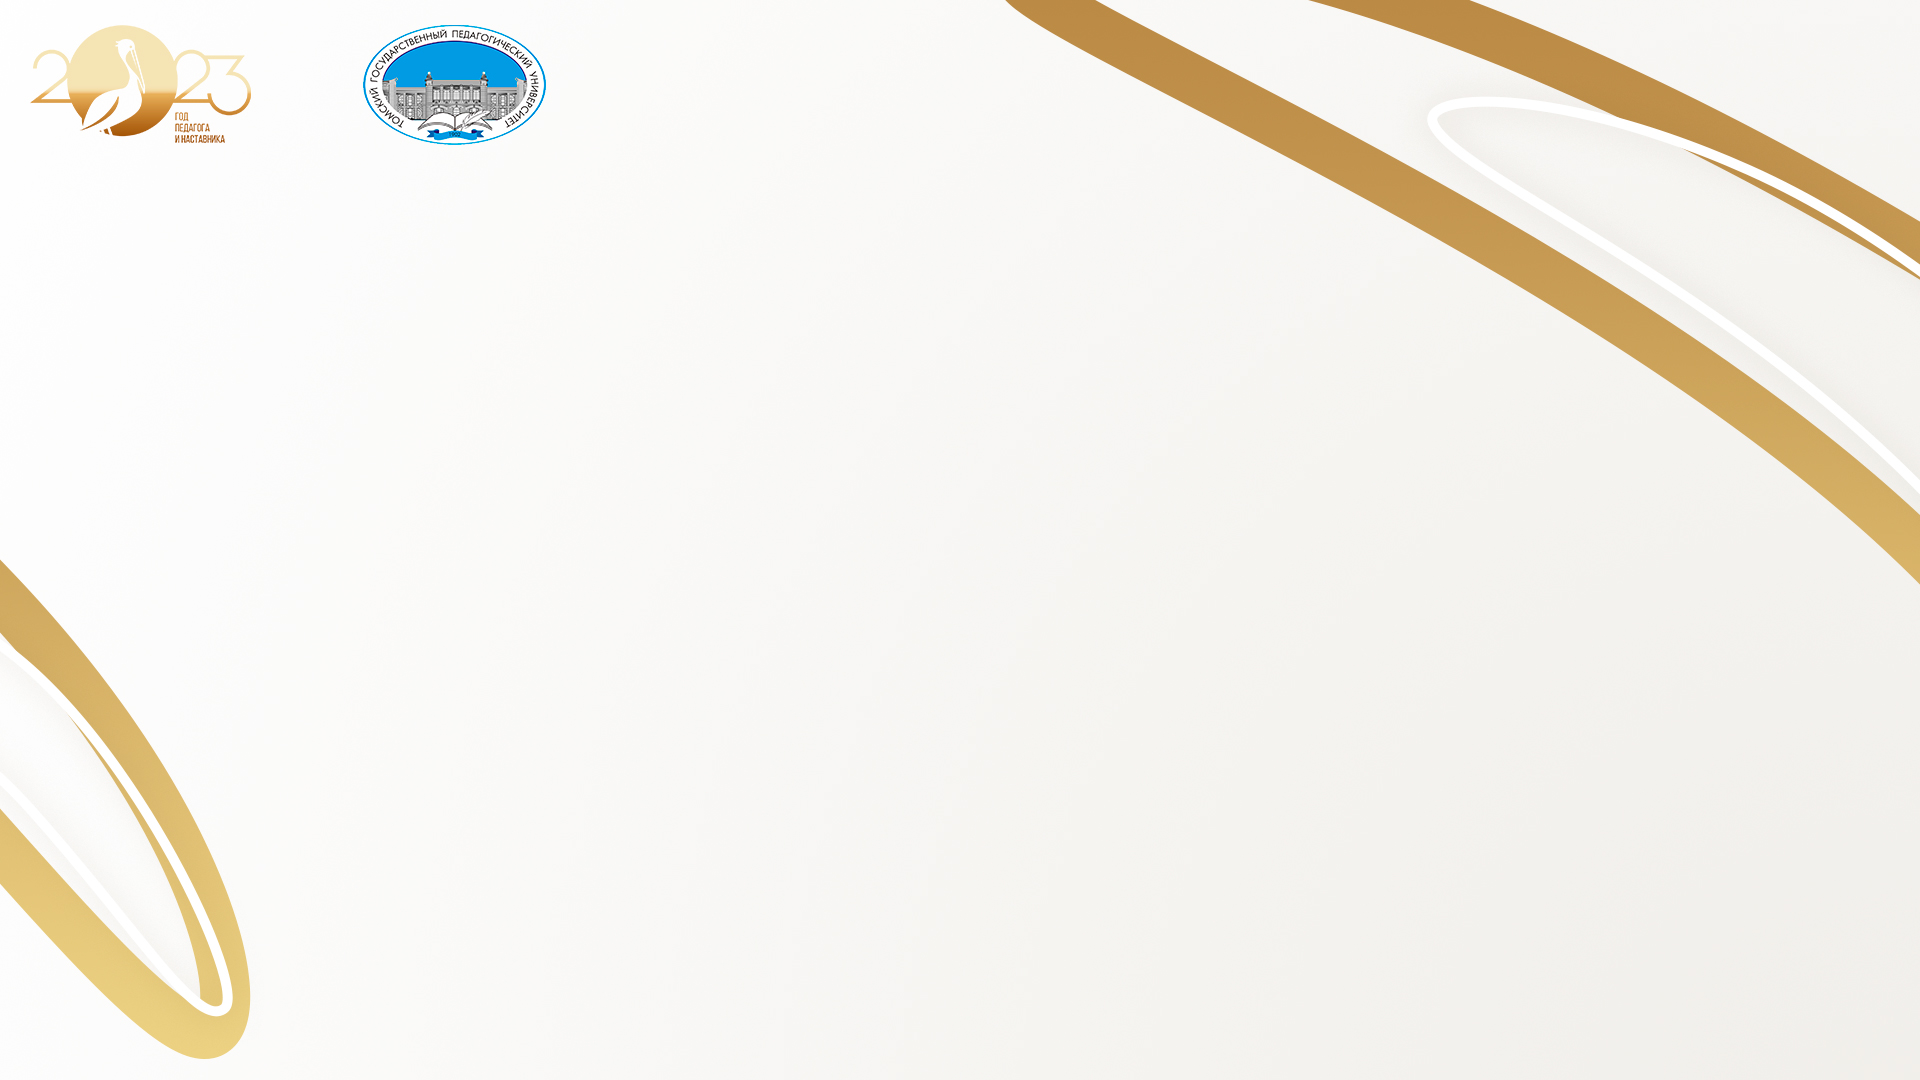 2023
ГОД
ПЕДАГОГА
И НАСТАВНИКА
ТОМСКИЙ ГОСУДАРСТВЕННЫЙ ПЕДАГОГИЧЕСКИЙ УНИВЕРСИТЕТ